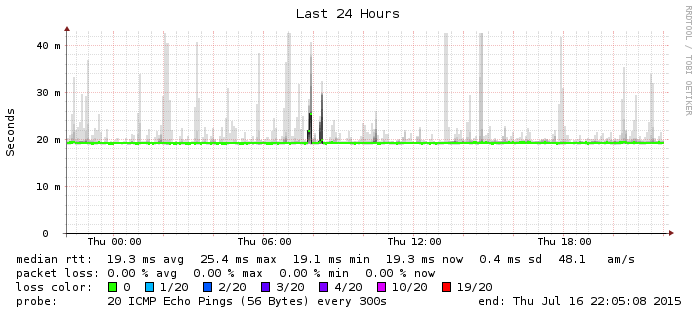 Last 24 Hours
RRDTOOL / TOBI OETIKER
Seconds
40 m
30 m
20 m
10 m
0
Thu 00:00 Thu 06:00 Thu 12:00 Thu 18:00
median rtt: 19.3 ms avg 25.4 ms max 19.1 ms min 19.3 ms now 0.4 ms sd 48.1 am/s
packet loss: 0.00 % avg 0.00 % max 0.00 % min 0.00 % now
loss color: 0 1/20 2/20 3/20 4/20 10/20 19/20
probe: 20 ICMP Echo Pings (56 Bytes) every 300s end: Thu Jul 16 22:05:08 2015